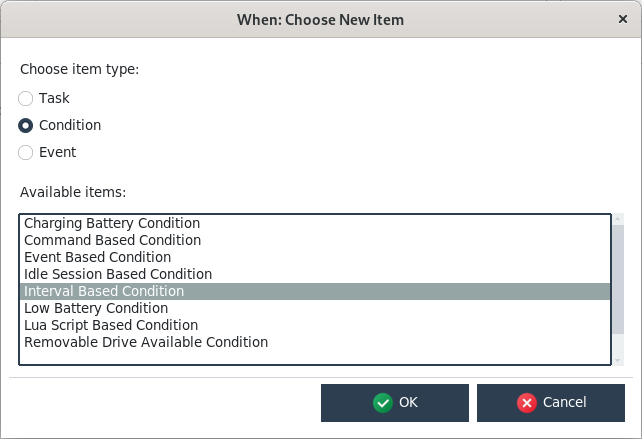 When: Choose New Item
Choose item type:
Task
Condition
Event
Available items:
Charging Battery Condition
Command Based Condition
Event Based Condition
Idle Session Based Condition
Interval Based Condition
Low Battery Condition
Lua Script Based Condition
Removable Drive Available Condition
OK
Cancel